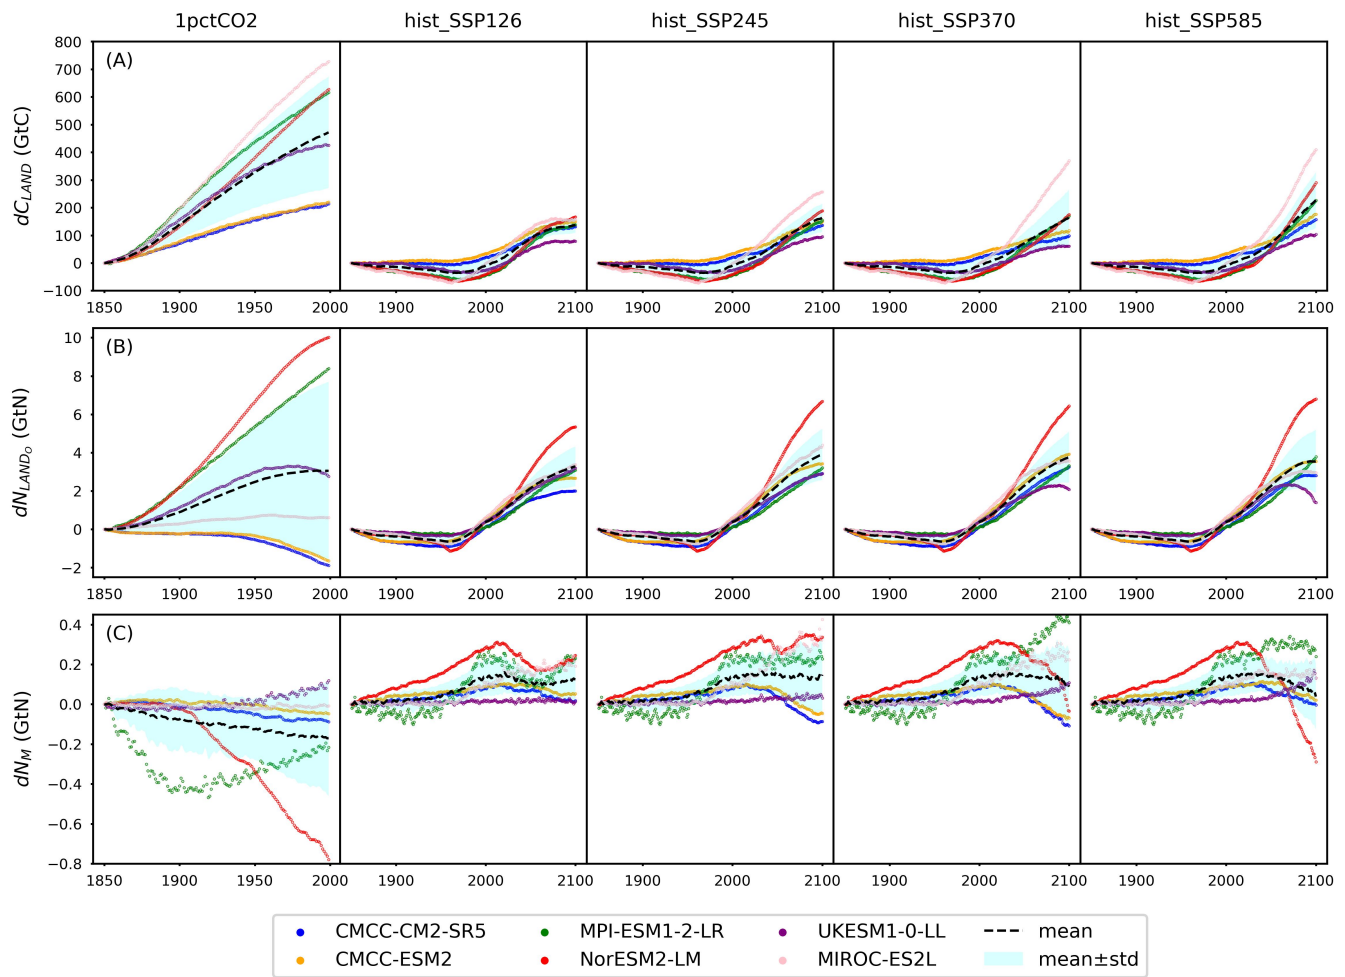 1pctCO2 hist_SSP126 hist_SSP245 hist_SSP370 hist_SSP585
(A)
dC_LAND (GtC)
800
700
600
500
400
300
200
100
0
−100
1850 1900 1950 2000 1900 2000 2100 1900 2000 2100 1900 2000 2100 1900 2000 2100
(B)
dN_LAND_O (GtN)
10
8
6
4
2
0
−2
1850 1900 1950 2000 1900 2000 2100 1900 2000 2100 1900 2000 2100 1900 2000 2100
(C)
dN_M (GtN)
0.4
0.2
0.0
−0.2
−0.4
−0.6
−0.8
1850 1900 1950 2000 1900 2000 2100 1900 2000 2100 1900 2000 2100 1900 2000 2100
CMCC-CM2-SR5 MPI-ESM1-2-LR UKESM1-0-LL mean
CMCC-ESM2 NorESM2-LM MIROC-ES2L mean±std